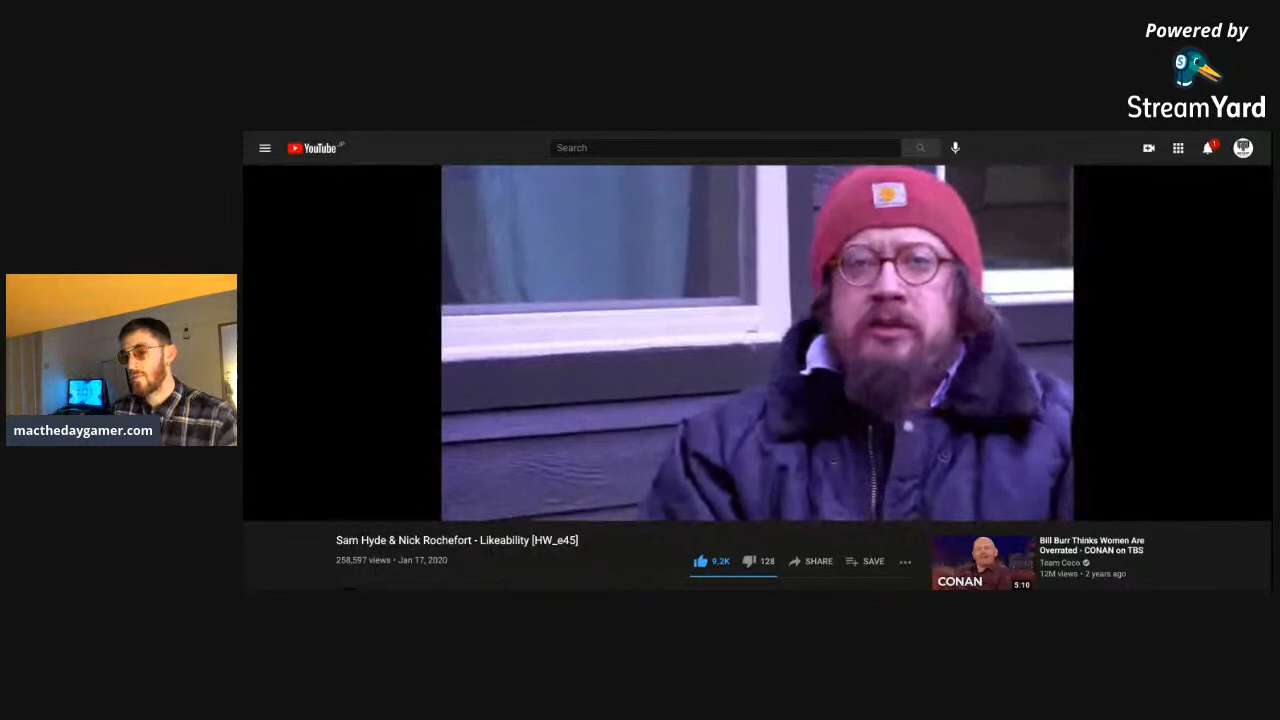 Powered by
StreamYard
YouTube JP
Search
1
macthedaygamer.com
Sam Hyde & Nick Rochefort - Likeability [HW_e45]
258,597 views • Jan 17, 2020
9.2K
128
SHARE
SAVE
CONAN
5:10
Bill Burr Thinks Women Are
Overrated - CONAN on TBS
Team Coco
12M views • 2 years ago